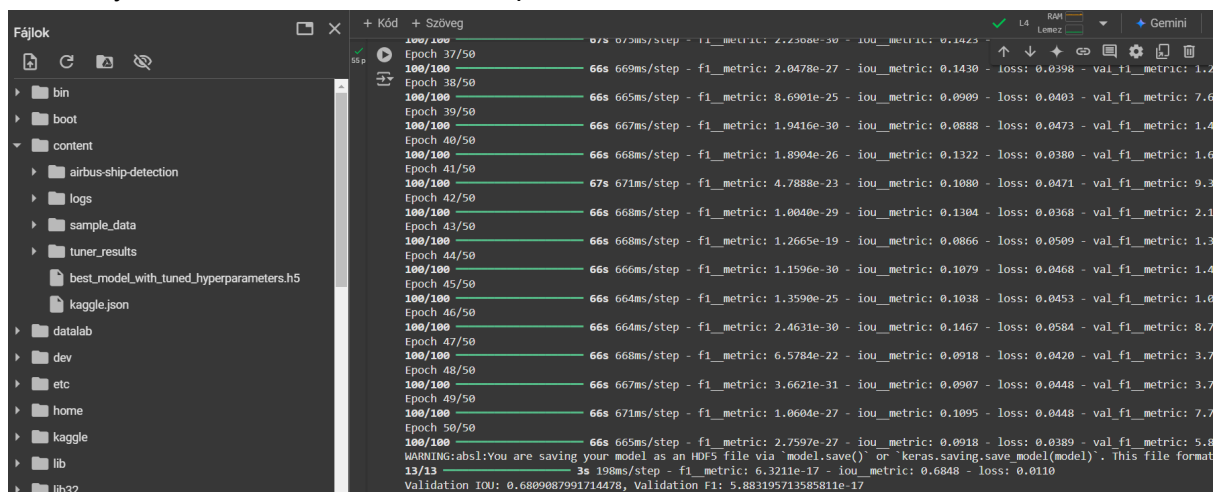 Fájlok
+ Kód + Szöveg
L4
RAM
Lemez
Gemini
55 p
bin
boot
content
airbus-ship-detection
logs
sample_data
tuner_results
best_model_with_tuned_hyperparameters.h5
kaggle.json
datalab
dev
etc
home
kaggle
lib
lib32
100/100 67s 675ms/step - f1__metric: 2.2368e-30 - iou__metric: 0.1423 -
Epoch 37/50
100/100 66s 669ms/step - f1__metric: 2.0478e-27 - iou__metric: 0.1430 - loss: 0.0398 - val_f1__metric: 1.2
Epoch 38/50
100/100 66s 665ms/step - f1__metric: 8.6901e-25 - iou__metric: 0.0909 - loss: 0.0403 - val_f1__metric: 7.6
Epoch 39/50
100/100 66s 667ms/step - f1__metric: 1.9416e-30 - iou__metric: 0.0888 - loss: 0.0473 - val_f1__metric: 1.4
Epoch 40/50
100/100 66s 668ms/step - f1__metric: 1.8904e-26 - iou__metric: 0.1322 - loss: 0.0380 - val_f1__metric: 1.6
Epoch 41/50
100/100 67s 671ms/step - f1__metric: 4.7888e-23 - iou__metric: 0.1080 - loss: 0.0471 - val_f1__metric: 9.3
Epoch 42/50
100/100 66s 668ms/step - f1__metric: 1.0040e-29 - iou__metric: 0.1304 - loss: 0.0368 - val_f1__metric: 2.1
Epoch 43/50
100/100 66s 668ms/step - f1__metric: 1.2665e-19 - iou__metric: 0.0866 - loss: 0.0509 - val_f1__metric: 1.3
Epoch 44/50
100/100 66s 666ms/step - f1__metric: 1.1596e-30 - iou__metric: 0.1079 - loss: 0.0468 - val_f1__metric: 1.4
Epoch 45/50
100/100 66s 664ms/step - f1__metric: 1.3590e-25 - iou__metric: 0.1038 - loss: 0.0453 - val_f1__metric: 1.0
Epoch 46/50
100/100 66s 664ms/step - f1__metric: 2.4631e-30 - iou__metric: 0.1467 - loss: 0.0584 - val_f1__metric: 8.7
Epoch 47/50
100/100 66s 668ms/step - f1__metric: 6.5784e-22 - iou__metric: 0.0918 - loss: 0.0420 - val_f1__metric: 3.7
Epoch 48/50
100/100 66s 667ms/step - f1__metric: 3.6621e-31 - iou__metric: 0.0907 - loss: 0.0448 - val_f1__metric: 3.7
Epoch 49/50
100/100 66s 671ms/step - f1__metric: 1.0604e-27 - iou__metric: 0.1095 - loss: 0.0448 - val_f1__metric: 7.7
Epoch 50/50
100/100 66s 665ms/step - f1__metric: 2.7597e-27 - iou__metric: 0.0918 - loss: 0.0389 - val_f1__metric: 5.8
WARNING:absl:You are saving your model as an HDF5 file via `model.save()` or `keras.saving.save_model(model)`. This file format
13/13 3s 198ms/step - f1__metric: 6.3211e-17 - iou__metric: 0.6848 - loss: 0.0110
Validation IOU: 0.6809087991714478, Validation F1: 5.883195713585811e-17